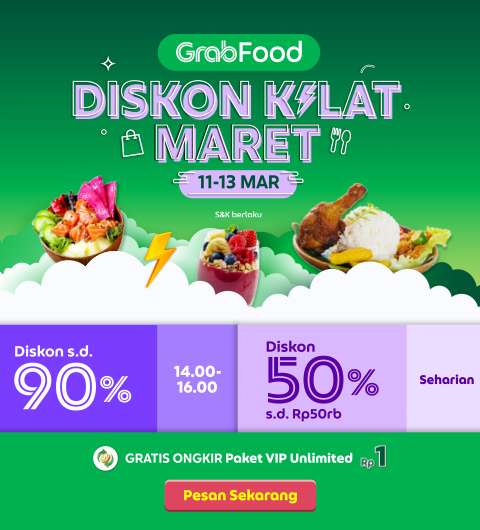 GrabFood
DISKON KILAT
MARET
11-13 MAR
S&K berlaku
Diskon s.d.
90%
14.00-
16.00
Diskon
50%
s.d. Rp50rb
Seharian
GRATIS ONGKIR Paket VIP Unlimited Rp1
Pesan Sekarang